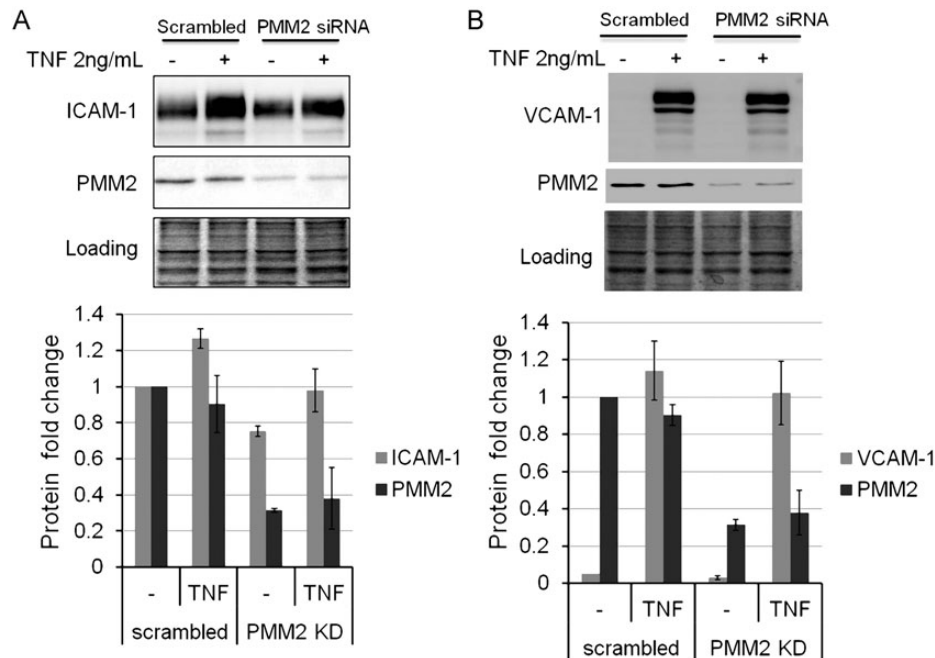 A
Scrambled PMM2 siRNA
TNF 2ng/mL - + - +
ICAM-1
PMM2
Loading
Protein fold change
1.4
1.2
1
0.8
0.6
0.4
0.2
0
ICAM-1
PMM2
- TNF - TNF
scrambled PMM2 KD
B
Scrambled PMM2 siRNA
TNF 2ng/mL - + - +
VCAM-1
PMM2
Loading
Protein fold change
1.4
1.2
1
0.8
0.6
0.4
0.2
0
VCAM-1
PMM2
- TNF - TNF
scrambled PMM2 KD